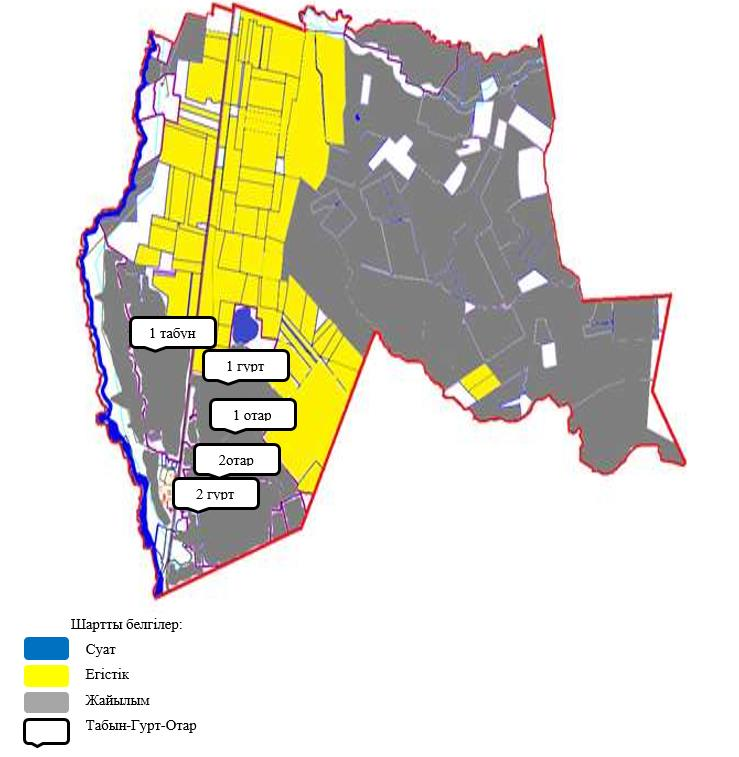 1 табун
1 гурт
1 отар
2отар
2 гурт
Шартты белгілер:
Суат
Егістік
Жайылым
Табын-Гурт-Отар